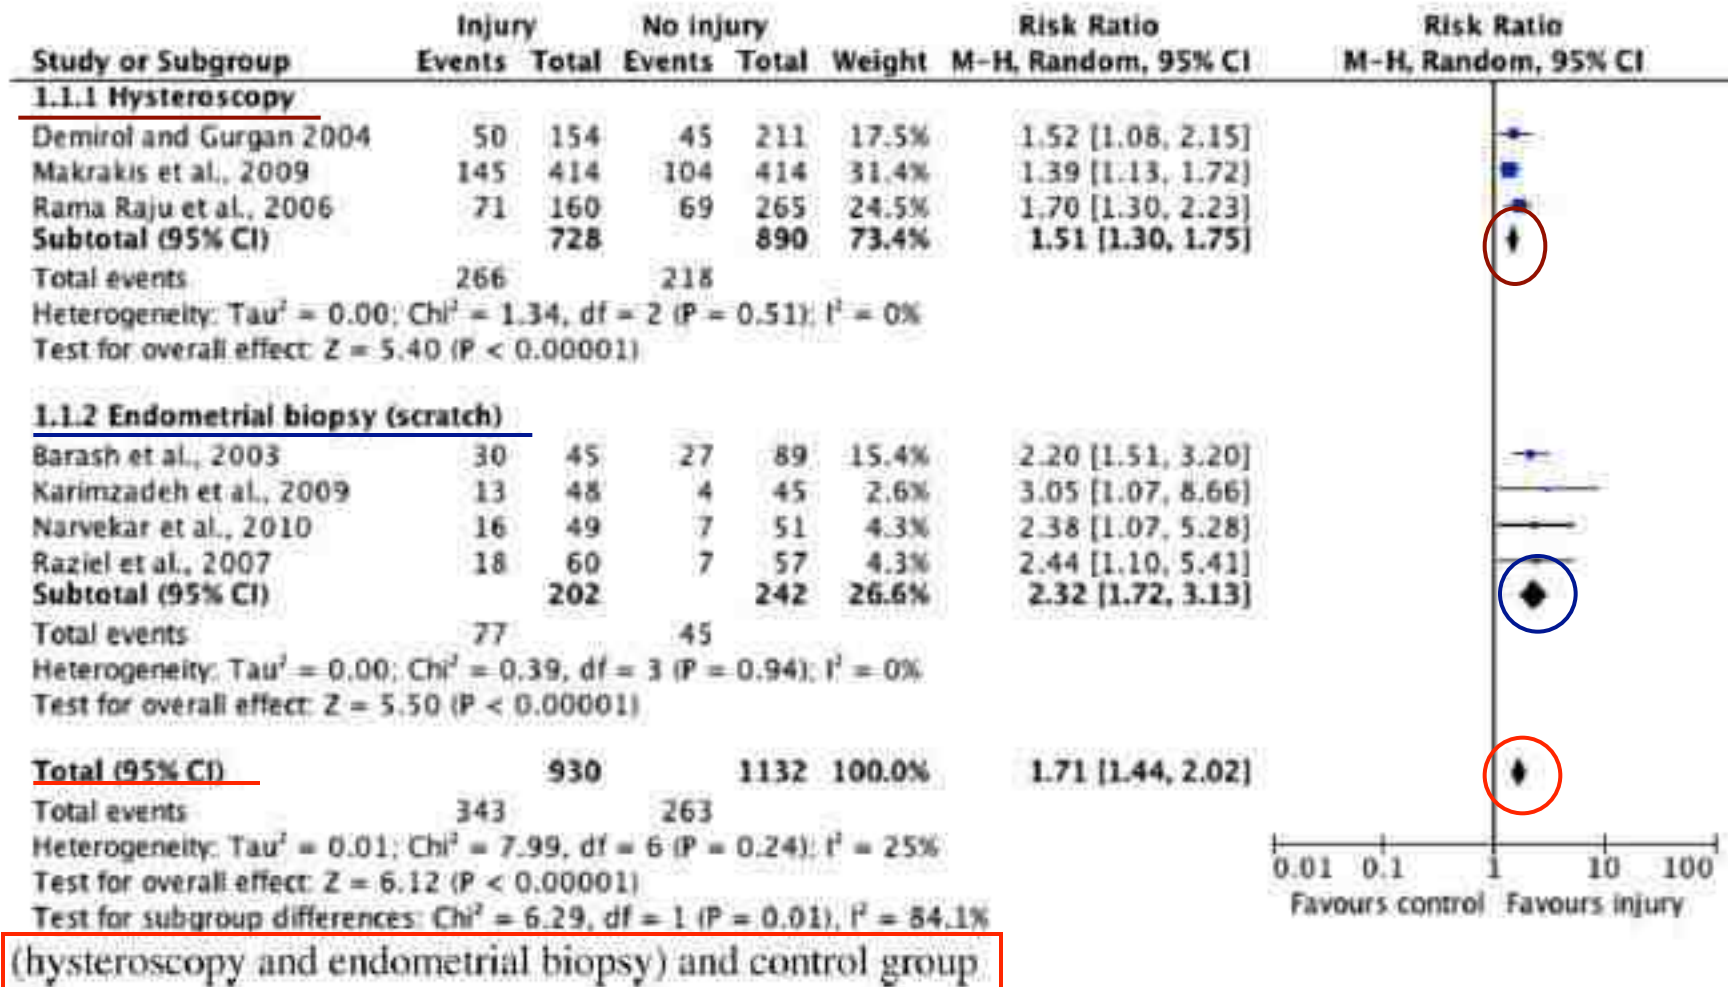 Injury No injury Risk Ratio Risk Ratio
Study or Subgroup Events Total Events Total Weight M-H, Random, 95% CI M-H, Random, 95% CI
1.1.1 Hysteroscopy
Demirol and Gurgan 2004 50 154 45 211 17.5% 1.52 [1.08, 2.15]
Makrakis et al., 2009 145 414 104 414 31.4% 1.39 [1.13, 1.72]
Rama Raju et al., 2006 71 160 69 265 24.5% 1.70 [1.30, 2.23]
Subtotal (95% CI) 728 890 73.4% 1.51 [1.30, 1.75]
Total events 266 218
Heterogeneity: Tau² = 0.00; Chi² = 1.34, df = 2 (P = 0.51); I² = 0%
Test for overall effect: Z = 5.40 (P < 0.00001)
1.1.2 Endometrial biopsy (scratch)
Barash et al., 2003 30 45 27 89 15.4% 2.20 [1.51, 3.20]
Karimzadeh et al., 2009 13 48 4 45 2.6% 3.05 [1.07, 8.66]
Narvekar et al., 2010 16 49 7 51 4.3% 2.38 [1.07, 5.28]
Raziel et al., 2007 18 60 7 57 4.3% 2.44 [1.10, 5.41]
Subtotal (95% CI) 202 242 26.6% 2.32 [1.72, 3.13]
Total events 77 45
Heterogeneity: Tau² = 0.00; Chi² = 0.39, df = 3 (P = 0.94); I² = 0%
Test for overall effect: Z = 5.50 (P < 0.00001)
Total (95% CI) 930 1132 100.0% 1.71 [1.44, 2.02]
Total events 343 263
Heterogeneity: Tau² = 0.01; Chi² = 7.99, df = 6 (P = 0.24); I² = 25%
Test for overall effect: Z = 6.12 (P < 0.00001)
Test for subgroup differences: Chi² = 6.29, df = 1 (P = 0.01), I² = 84.1%
0.01 0.1 1 10 100
Favours control Favours injury
(hysteroscopy and endometrial biopsy) and control group